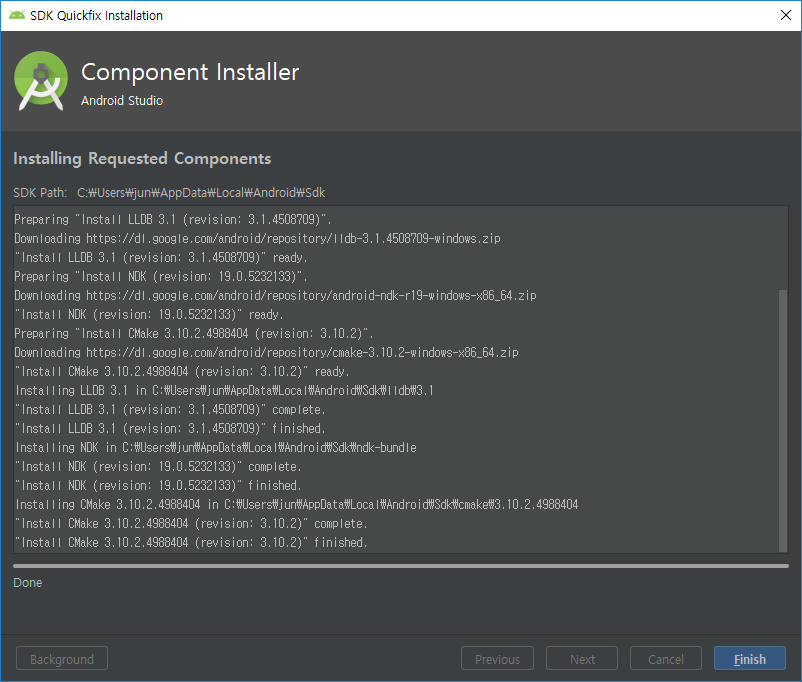 SDK Quickfix Installation
Component Installer
Android Studio
Installing Requested Components
SDK Path: C:₩Users₩jun₩AppData₩Local₩Android₩Sdk
Preparing "Install LLDB 3.1 (revision: 3.1.4508709)".
Downloading https://dl.google.com/android/repository/lldb-3.1.4508709-windows.zip
"Install LLDB 3.1 (revision: 3.1.4508709)" ready.
Preparing "Install NDK (revision: 19.0.5232133)".
Downloading https://dl.google.com/android/repository/android-ndk-r19-windows-x86_64.zip
"Install NDK (revision: 19.0.5232133)" ready.
Preparing "Install CMake 3.10.2.4988404 (revision: 3.10.2)".
Downloading https://dl.google.com/android/repository/cmake-3.10.2-windows-x86_64.zip
"Install CMake 3.10.2.4988404 (revision: 3.10.2)" ready.
Installing LLDB 3.1 in C:₩Users₩jun₩AppData₩Local₩Android₩Sdk₩lldb₩3.1
"Install LLDB 3.1 (revision: 3.1.4508709)" complete.
"Install LLDB 3.1 (revision: 3.1.4508709)" finished.
Installing NDK in C:₩Users₩jun₩AppData₩Local₩Android₩Sdk₩ndk-bundle
"Install NDK (revision: 19.0.5232133)" complete.
"Install NDK (revision: 19.0.5232133)" finished.
Installing CMake 3.10.2.4988404 in C:₩Users₩jun₩AppData₩Local₩Android₩Sdk₩cmake₩3.10.2.4988404
"Install CMake 3.10.2.4988404 (revision: 3.10.2)" complete.
"Install CMake 3.10.2.4988404 (revision: 3.10.2)" finished.
Done
Background Previous Next Cancel Finish